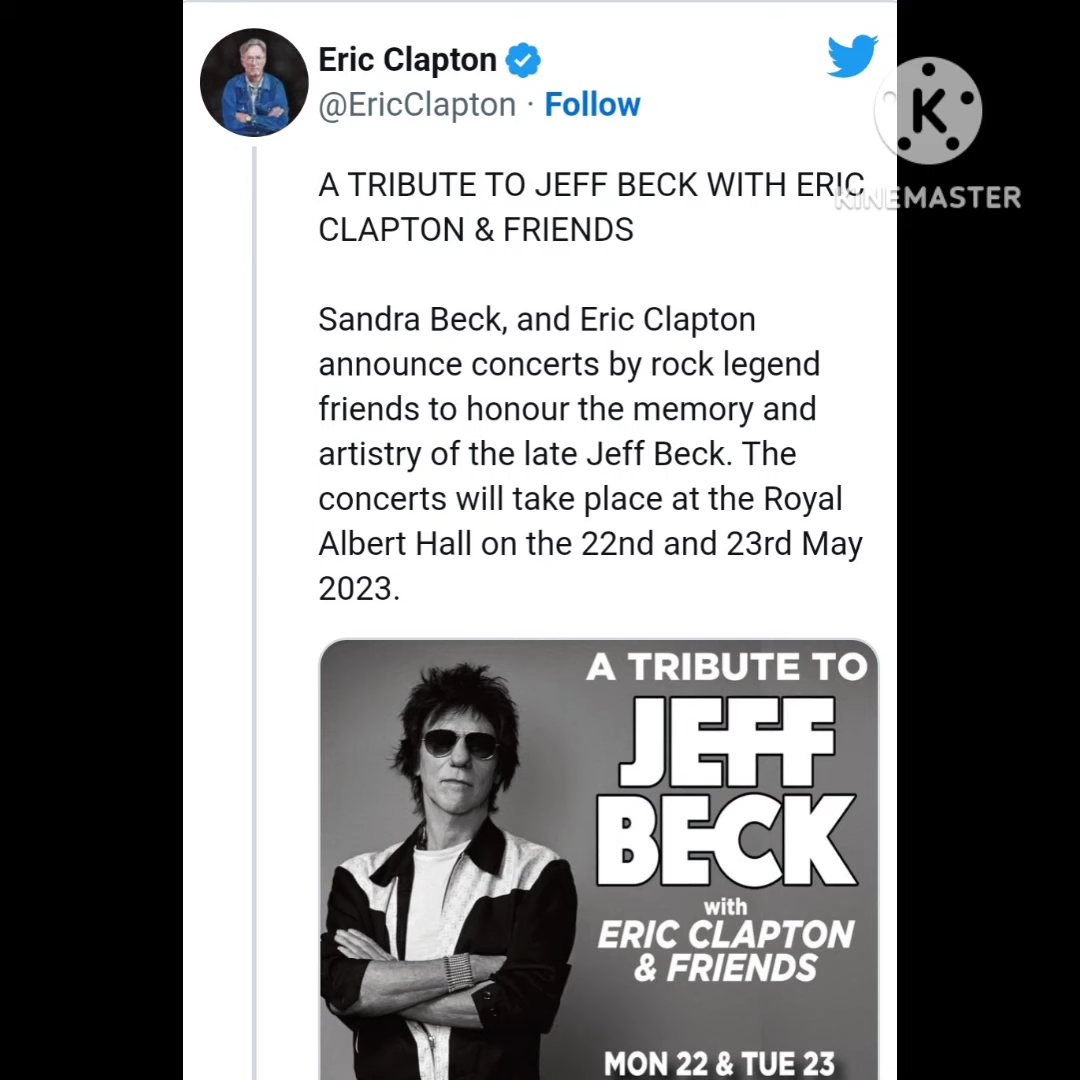 Eric Clapton
@EricClapton · Follow
K
KINEMASTER
A TRIBUTE TO JEFF BECK WITH ERIC
CLAPTON & FRIENDS
Sandra Beck, and Eric Clapton
announce concerts by rock legend
friends to honour the memory and
artistry of the late Jeff Beck. The
concerts will take place at the Royal
Albert Hall on the 22nd and 23rd May
2023.
A TRIBUTE TO
JEFF
BECK
with
ERIC CLAPTON
& FRIENDS
MON 22 & TUE 23